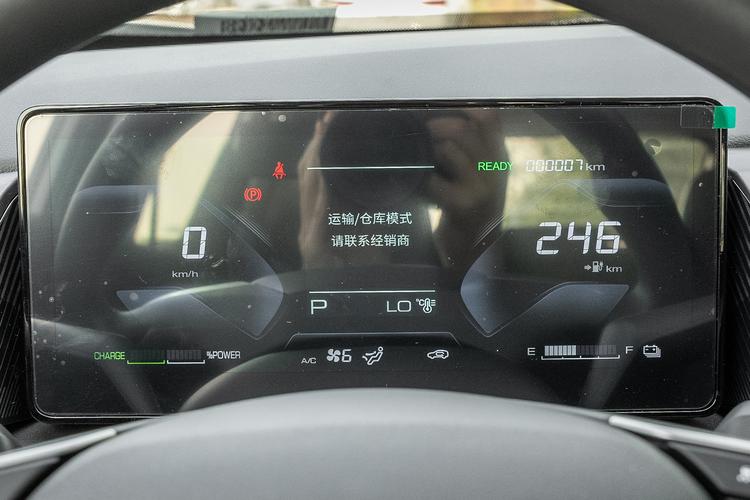 READY 000007km
运输/仓库模式
请联系经销商
0
km/h
246
km
P LO ℃
CHARGE %POWER
A/C 6
E F